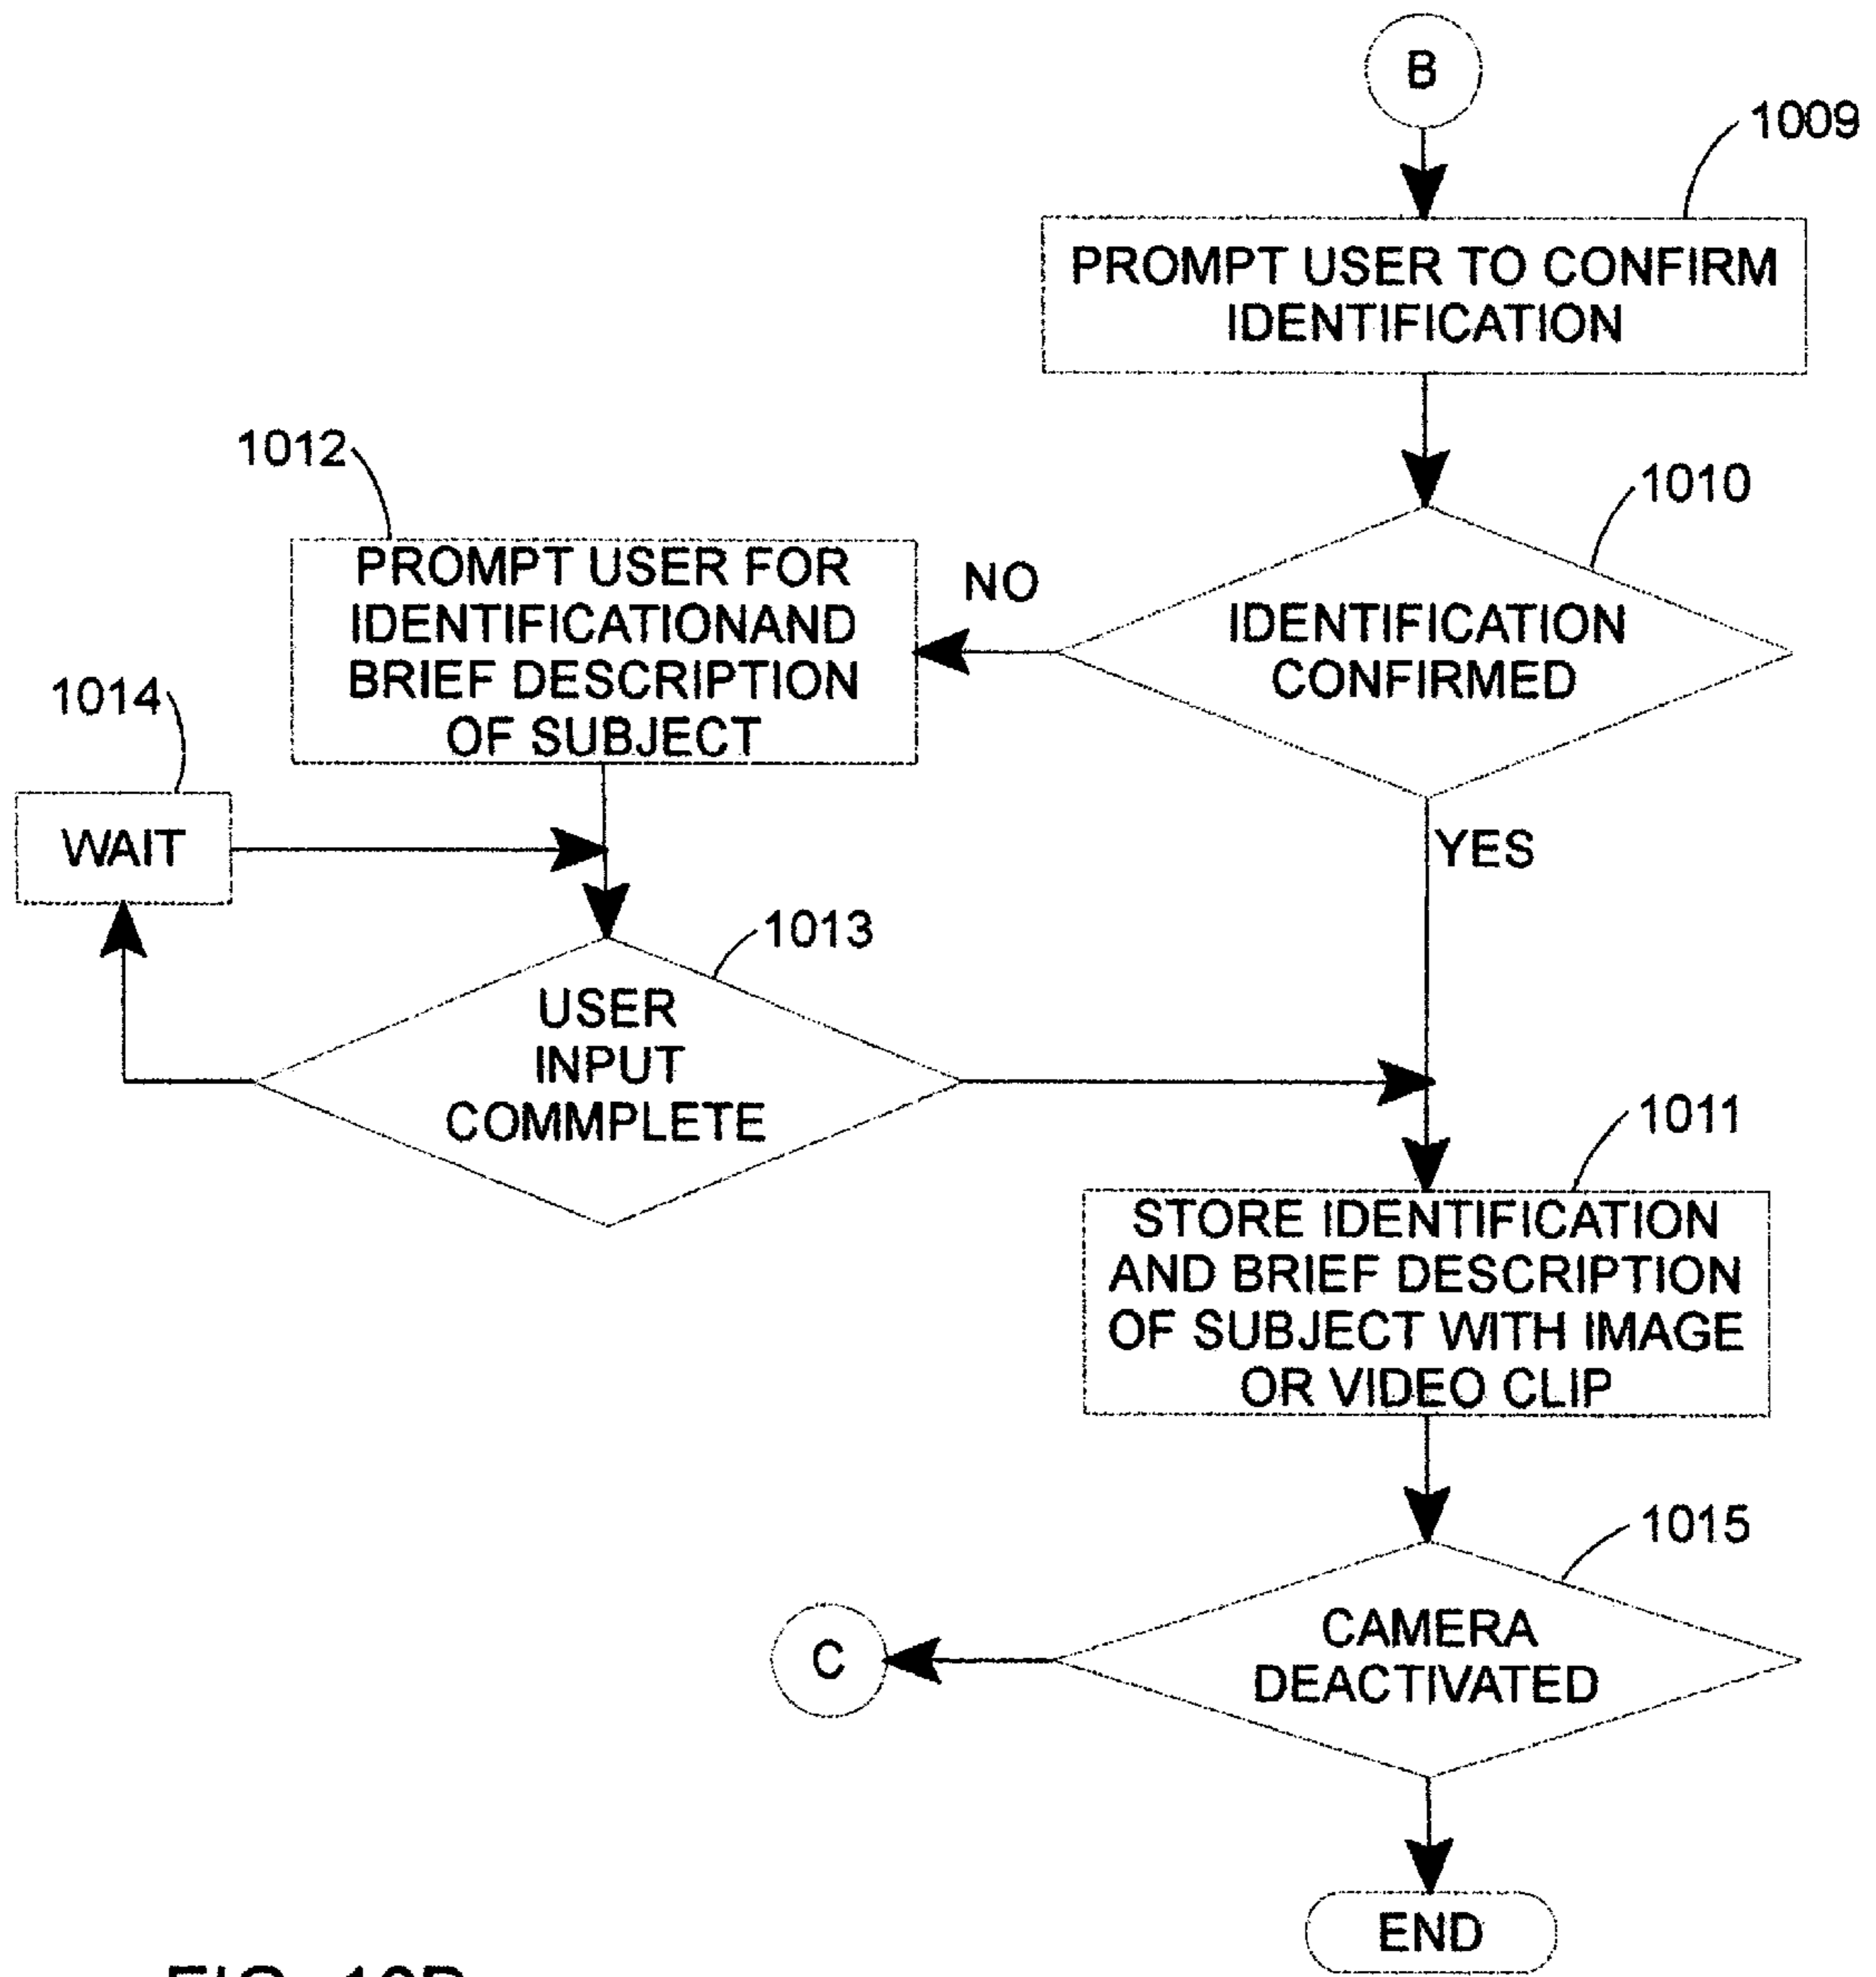 B
1009
PROMPT USER TO CONFIRM
IDENTIFICATION
1010
IDENTIFICATION
CONFIRMED
NO
1012
PROMPT USER FOR
IDENTIFICATIONAND
BRIEF DESCRIPTION
OF SUBJECT
1014
WAIT
YES
1013
USER
INPUT
COMMPLETE
1011
STORE IDENTIFICATION
AND BRIEF DESCRIPTION
OF SUBJECT WITH IMAGE
OR VIDEO CLIP
1015
CAMERA
DEACTIVATED
C
END